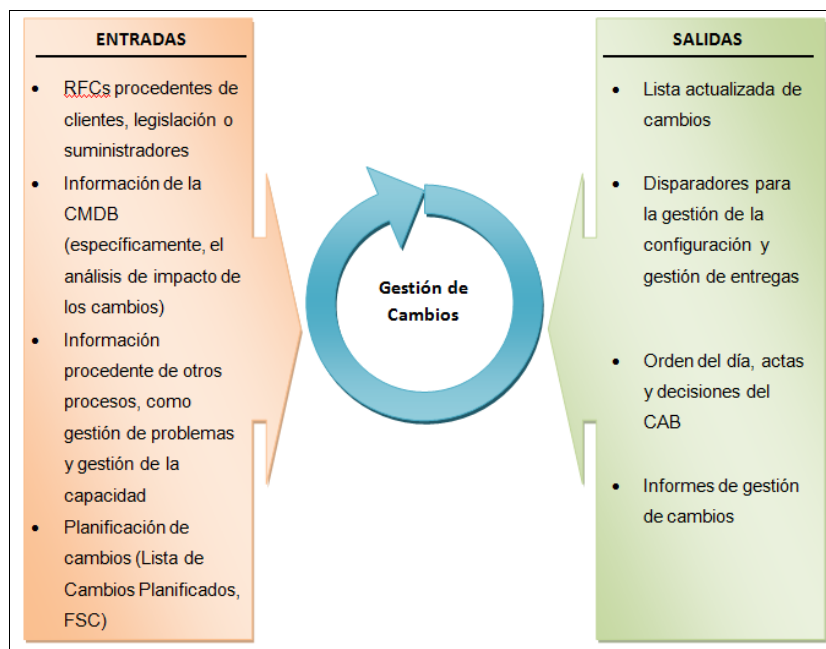 ENTRADAS
• RFCs procedentes de
clientes, legislación o
suministradores
• Información de la
CMDB
(específicamente, el
análisis de impacto de
los cambios)
• Información
procedente de otros
procesos, como
gestión de problemas
y gestión de la
capacidad
• Planificación de
cambios (Lista de
Cambios Planificados,
FSC)
Gestión de
Cambios
SALIDAS
• Lista actualizada de
cambios
• Disparadores para
la gestión de la
configuración y
gestión de entregas
• Orden del día, actas
y decisiones del
CAB
• Informes de gestión
de cambios